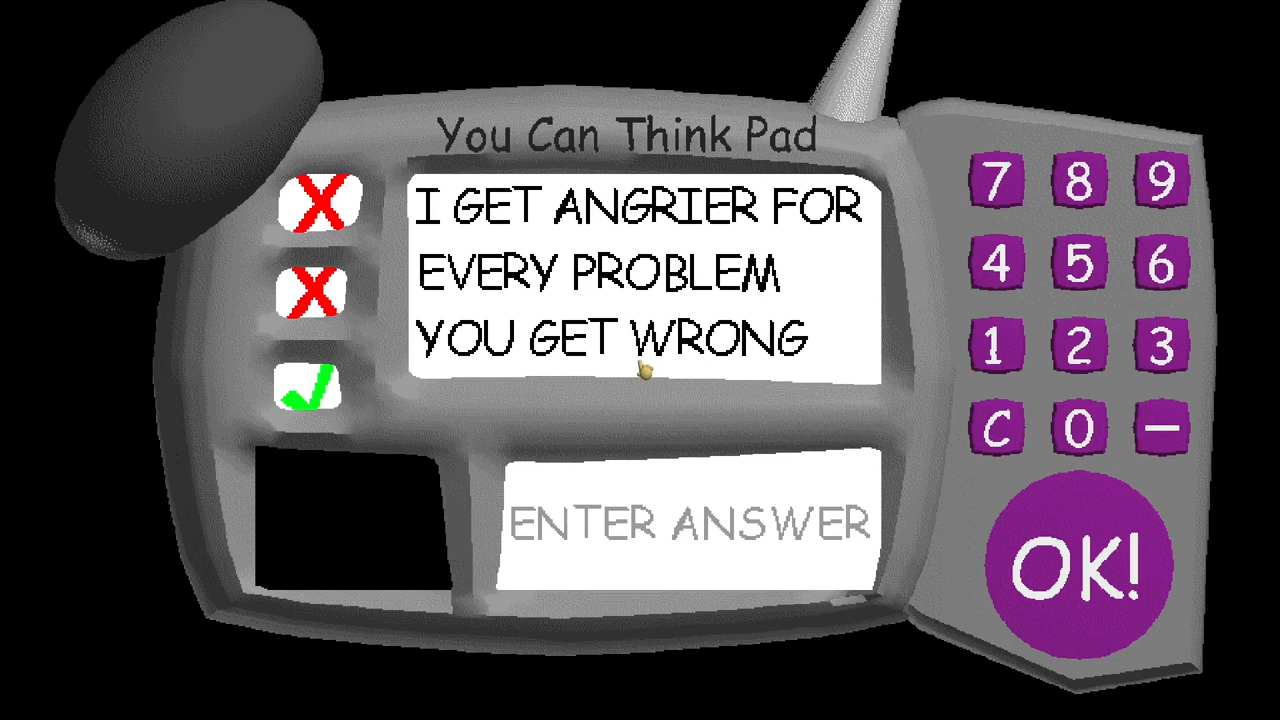 You Can Think Pad
I GET ANGRIER FOR
EVERY PROBLEM
YOU GET WRONG
ENTER ANSWER
7 8 9
4 5 6
1 2 3
C 0 —
OK!